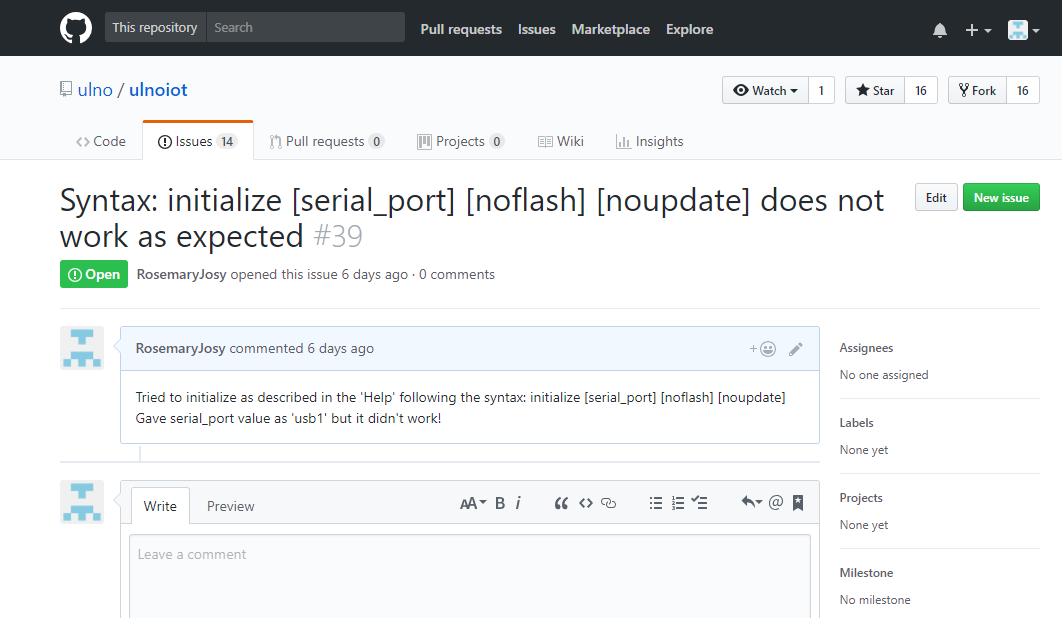 This repository Search Pull requests Issues Marketplace Explore
ulno / ulnoiot Watch 1 Star 16 Fork 16
Code Issues 14 Pull requests 0 Projects 0 Wiki Insights
Syntax: initialize [serial_port] [noflash] [noupdate] does not
work as expected #39
Edit New issue
Open RosemaryJosy opened this issue 6 days ago · 0 comments
RosemaryJosy commented 6 days ago
Tried to initialize as described in the 'Help' following the syntax: initialize [serial_port] [noflash] [noupdate]
Gave serial_port value as 'usb1' but it didn't work!
Write Preview AA B i
Leave a comment
Assignees
No one assigned
Labels
None yet
Projects
None yet
Milestone
No milestone